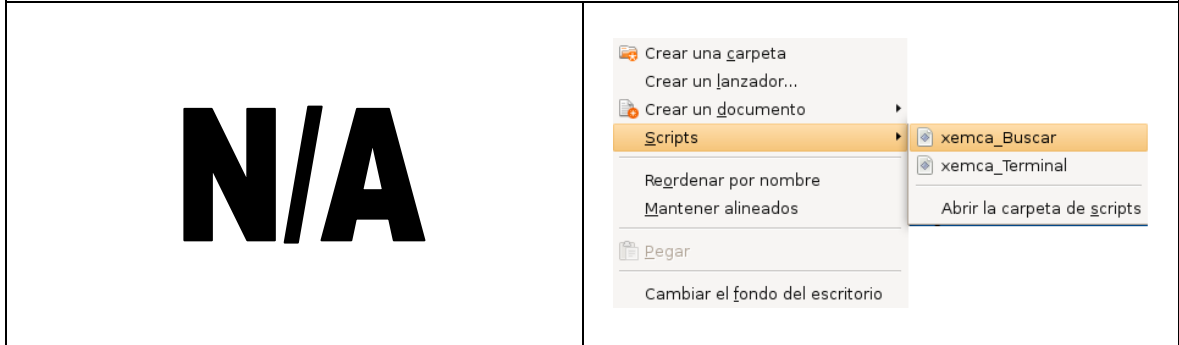 N/A
Crear una carpeta
Crear un lanzador...
Crear un documento
Scripts
Reordenar por nombre
Mantener alineados
Pegar
Cambiar el fondo del escritorio
xemca_Buscar
xemca_Terminal
Abrir la carpeta de scripts